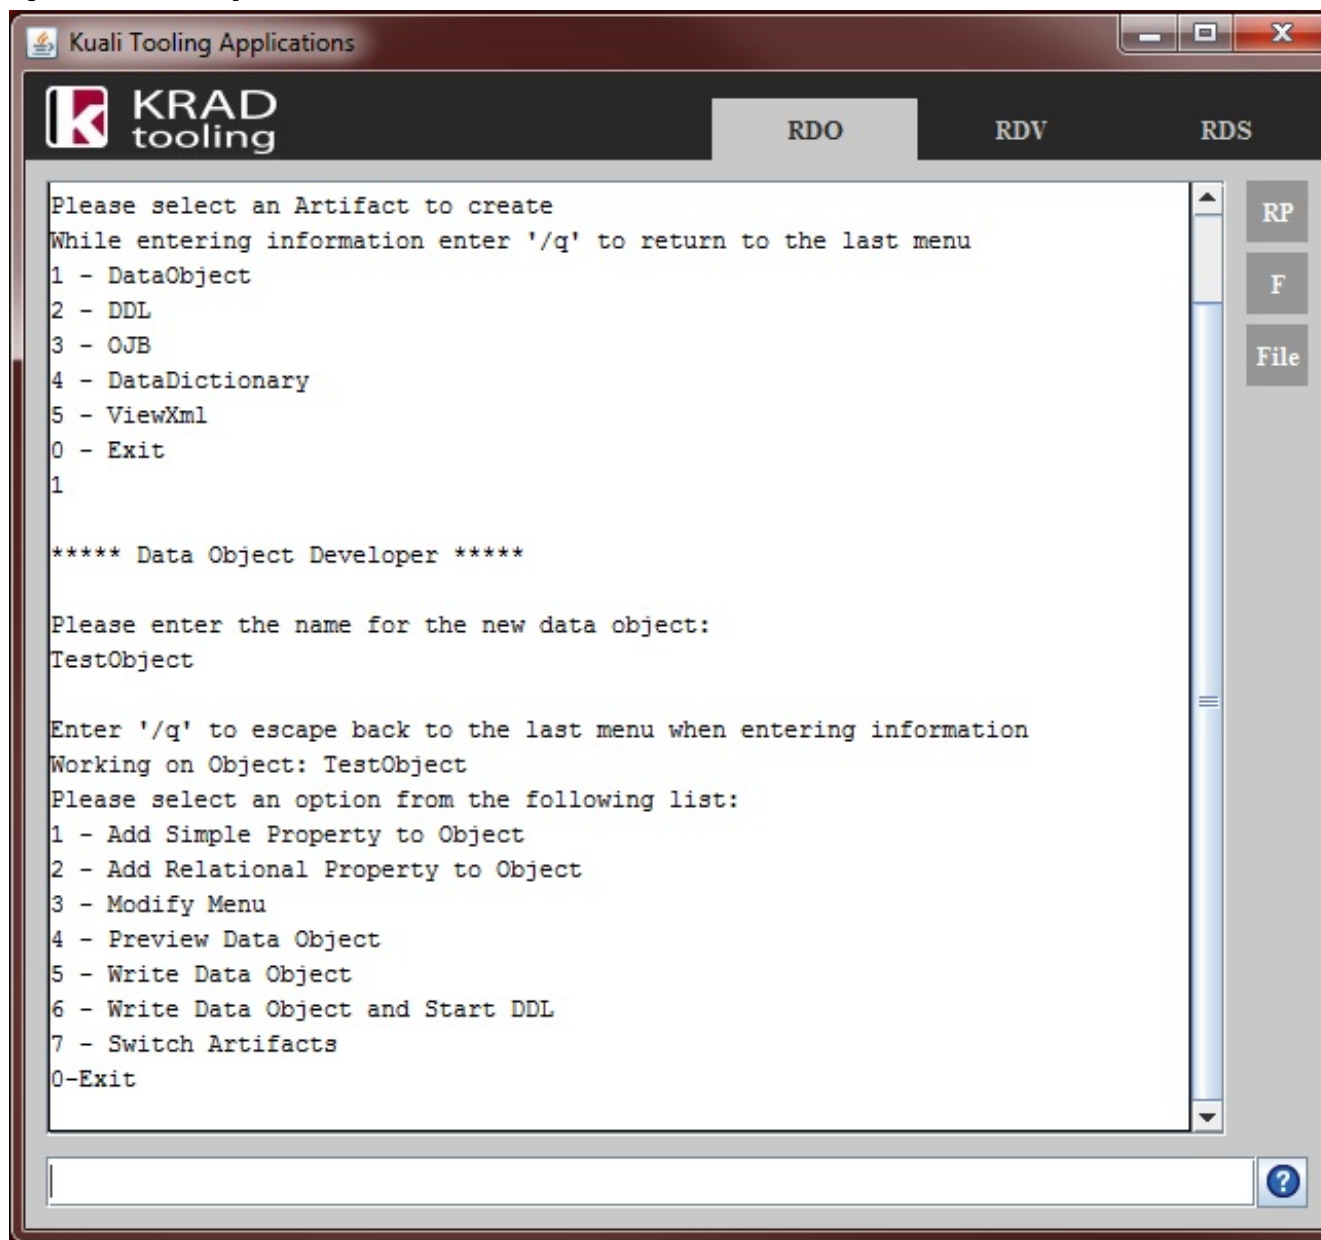 Kuali Tooling Applications
KRAD
tooling
RDO RDV RDS
Please select an Artifact to create
While entering information enter '/q' to return to the last menu
1 - DataObject
2 - DDL
3 - OJB
4 - DataDictionary
5 - ViewXml
0 - Exit
1
***** Data Object Developer *****
Please enter the name for the new data object:
TestObject
Enter '/q' to escape back to the last menu when entering information
Working on Object: TestObject
Please select an option from the following list:
1 - Add Simple Property to Object
2 - Add Relational Property to Object
3 - Modify Menu
4 - Preview Data Object
5 - Write Data Object
6 - Write Data Object and Start DDL
7 - Switch Artifacts
0-Exit
RP
F
File
?